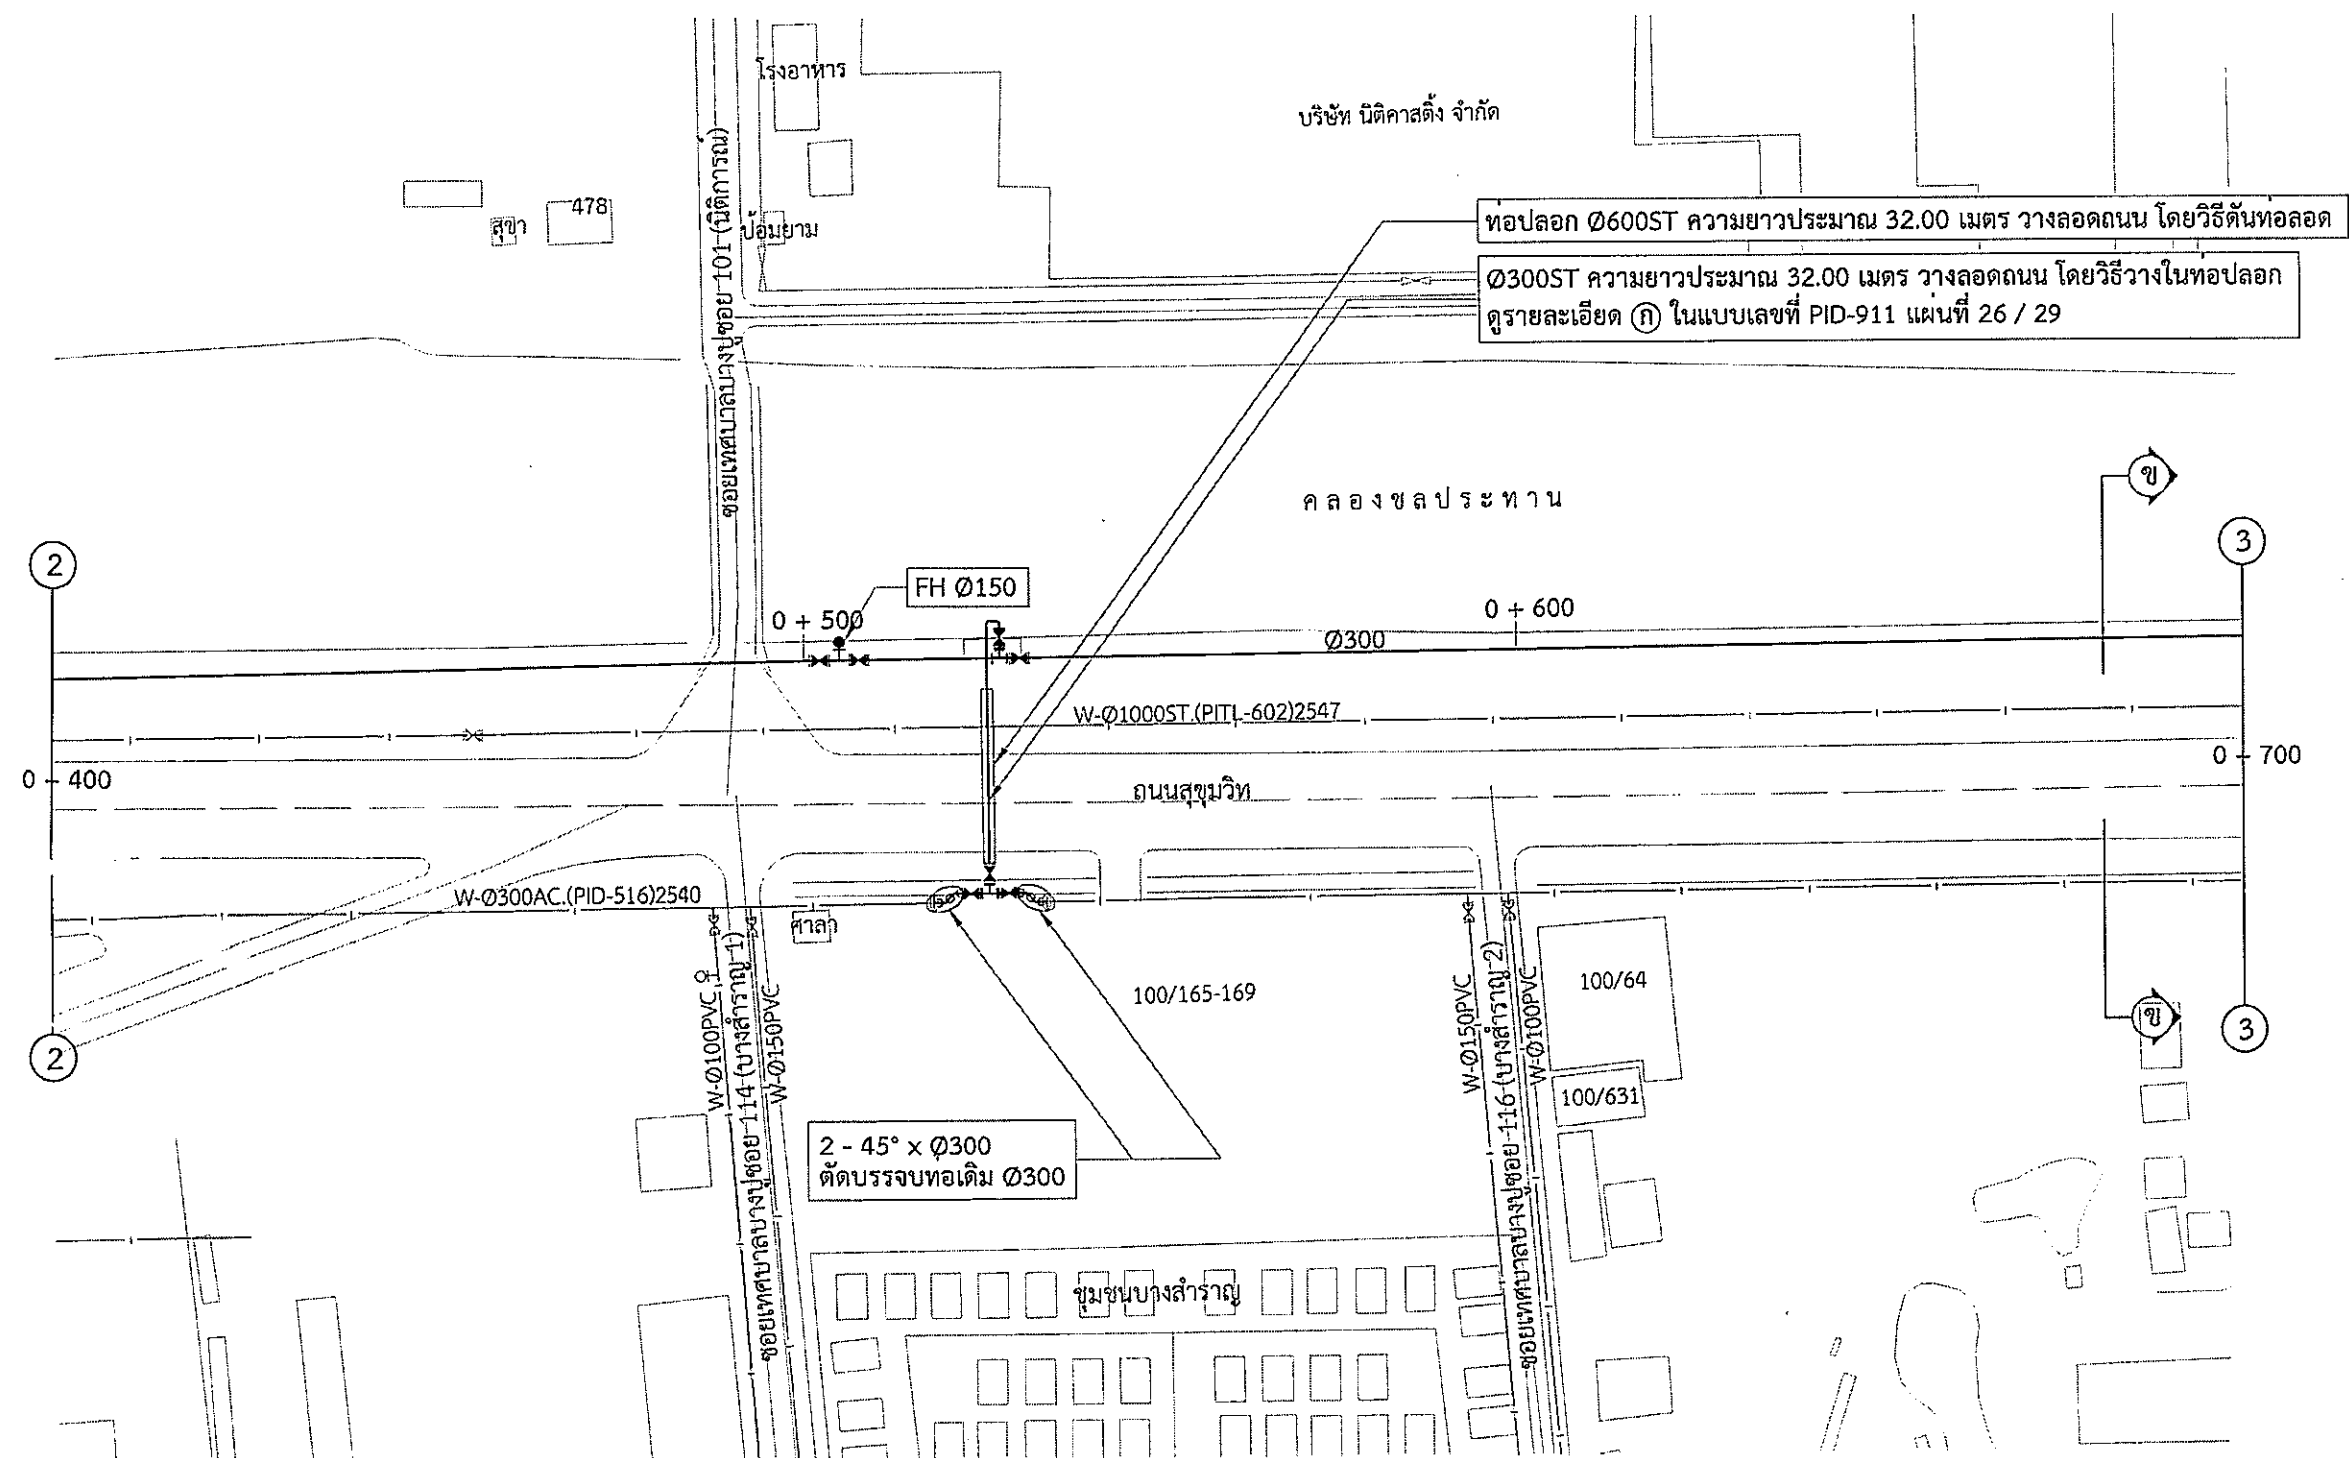 โรงอาหาร
บริษัท นิติคาสติ้ง จำกัด
478
สุขา
ป้อมยาม
ซอยเทศบาลบางปูซอย 101 (นิติการณ์)
ท่อปลอก Ø600ST ความยาวประมาณ 32.00 เมตร วางลอดถนน โดยวิธีดันท่อลอด
Ø300ST ความยาวประมาณ 32.00 เมตร วางลอดถนน โดยวิธีวางในท่อปลอก
ดูรายละเอียด ก ในแบบเลขที่ PID-911 แผ่นที่ 26 / 29
คลองชลประทาน
ข
2
3
FH Ø150
0 + 500
0 + 600
Ø300
W-Ø1000ST.(PITL-602)2547
0 + 400
0 + 700
ถนนสุขุมวิท
W-Ø300AC.(PID-516)2540
ศาลา
W-Ø100PVC
ซอยเทศบาลบางปูซอย 114 (บางสำราญ 1)
W-Ø150PVC
100/165-169
W-Ø150PVC
ซอยเทศบาลบางปูซอย 116 (บางสำราญ 2)
W-Ø100PVC
100/64
100/631
ข
2
3
2 - 45° x Ø300
ตัดบรรจบท่อเดิม Ø300
ชุมชนบางสำราญ